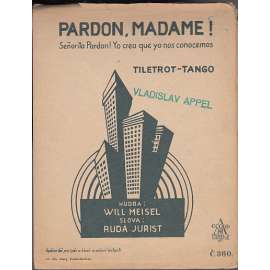 PARDON, MADAME!
Señorita Pardon! Yo creo que ya nos conocemos
TILETROT-TANGO
VLADISLAV APPEL
HUDBA:
WILL MEISEL
SLOVA:
RUDA JURIST
Č.360.